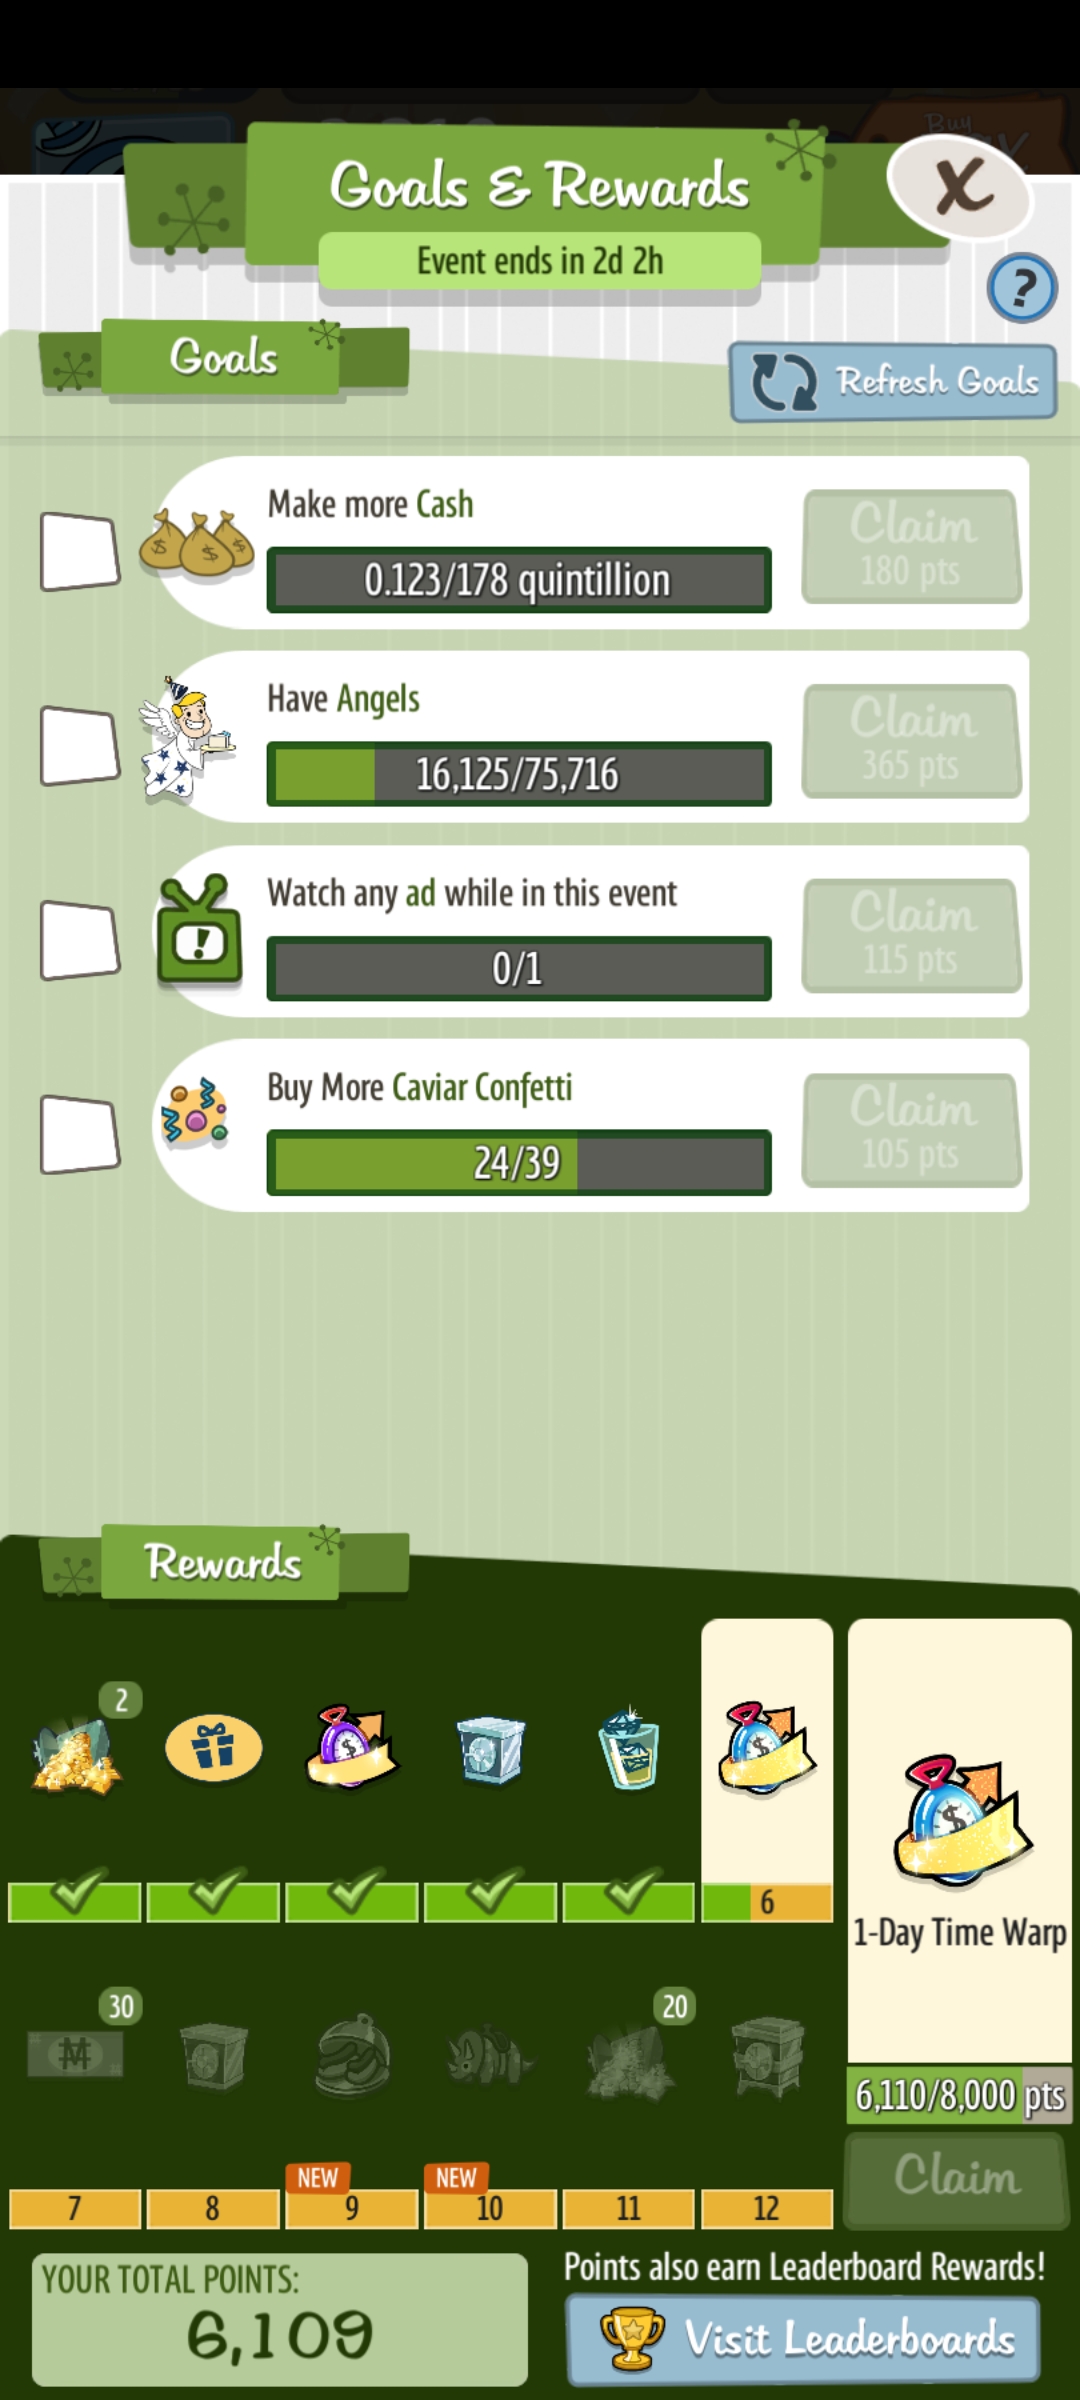 Buy
Goals & Rewards
X
Event ends in 2d 2h
?
Goals
Refresh Goals
Make more Cash
0.123/178 quintillion
Claim
180 pts
Have Angels
16,125/75,716
Claim
365 pts
Watch any ad while in this event
0/1
Claim
115 pts
Buy More Caviar Confetti
24/39
Claim
105 pts
Rewards
2
6
1-Day Time Warp
30
20
6,110/8,000 pts
NEW
NEW
7
8
9
10
11
12
Claim
YOUR TOTAL POINTS:
6,109
Points also earn Leaderboard Rewards!
Visit Leaderboards